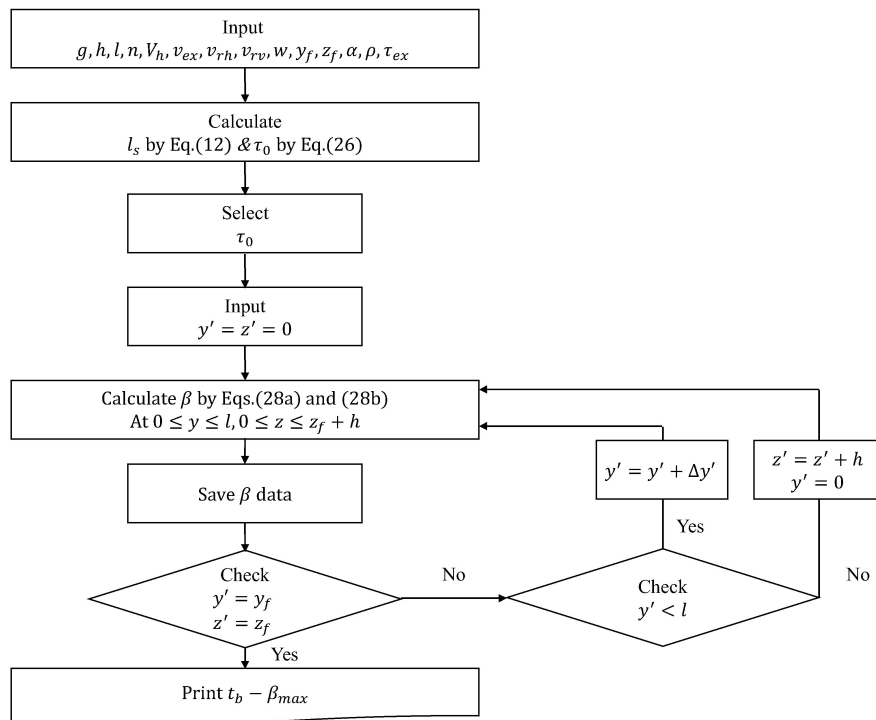 Input
g, h, l, n, V_h, v_ex, v_rh, v_rv, w, y_f, z_f, α, ρ, τ_ex
Calculate
l_s by Eq.(12) &τ_0 by Eq.(26)
Select
τ_0
Input
y′ = z′ = 0
Calculate β by Eqs.(28a) and (28b)
At 0 ≤ y ≤ l, 0 ≤ z ≤ z_f + h
y′ = y′ + Δy′
z′ = z′ + h
y′ = 0
Save β data
Yes
Check
y′ = y_f
z′ = z_f
No
Check
y′ < l
No
Yes
Print t_b − β_max